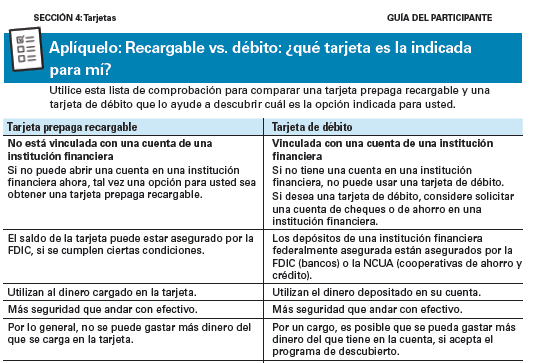 SECCIÓN 4: Tarjetas
GUÍA DEL PARTICIPANTE
Aplíquelo: Recargable vs. débito: ¿qué tarjeta es la indicada
para mí?
Utilice esta lista de comprobación para comparar una tarjeta prepaga recargable y una
tarjeta de débito que lo ayude a descubrir cuál es la opción indicada para usted.
Tarjeta prepaga recargable
No está vinculada con una cuenta de una
institución financiera
Si no puede abrir una cuenta en una institución
financiera ahora, tal vez una opción para usted sea
obtener una tarjeta prepaga recargable.
Tarjeta de débito
Vinculada con una cuenta de una institución
financiera
Si no tiene una cuenta en una institución
financiera, no puede usar una tarjeta de débito.
Si desea una tarjeta de débito, considere solicitar
una cuenta de cheques o de ahorro en una
institución financiera.
El saldo de la tarjeta puede estar asegurado por la
FDIC, si se cumplen ciertas condiciones.
Los depósitos de una institución financiera
federalmente asegurada están asegurados por la
FDIC (bancos) o la NCUA (cooperativas de ahorro y
crédito).
Utilizan al dinero cargado en la tarjeta.
Utilizan el dinero depositado en su cuenta.
Más seguridad que andar con efectivo.
Más seguridad que andar con efectivo.
Por lo general, no se puede gastar más dinero del
que se carga en la tarjeta.
Por un cargo, es posible que se pueda gastar más
dinero del que tiene en la cuenta, si acepta el
programa de descubierto.